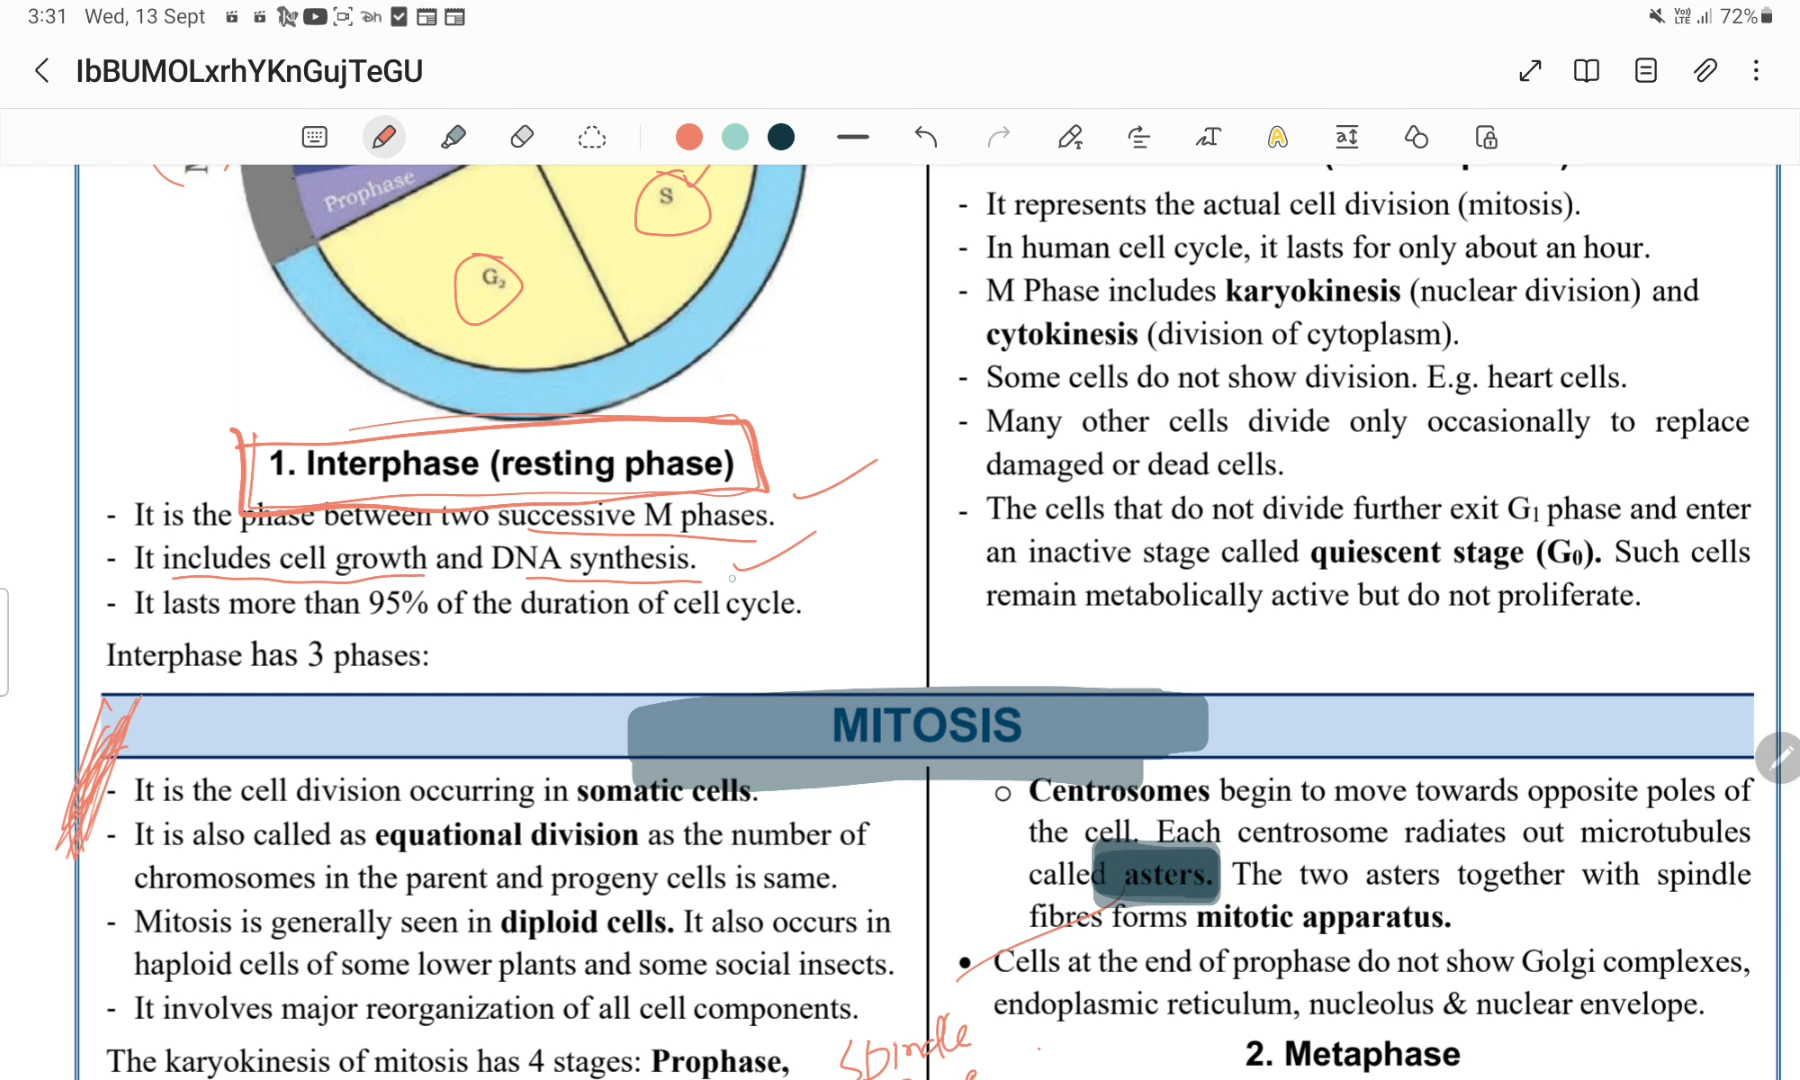 3:31 Wed, 13 Sept
72%
IbBUMOLxrhYKnGujTeGU
Prophase
S
G₂
1. Interphase (resting phase)
- It is the phase between two successive M phases.
- It includes cell growth and DNA synthesis.
- It lasts more than 95% of the duration of cell cycle.
Interphase has 3 phases:
- It represents the actual cell division (mitosis).
- In human cell cycle, it lasts for only about an hour.
- M Phase includes karyokinesis (nuclear division) and
cytokinesis (division of cytoplasm).
- Some cells do not show division. E.g. heart cells.
- Many other cells divide only occasionally to replace
damaged or dead cells.
- The cells that do not divide further exit G₁ phase and enter
an inactive stage called quiescent stage (G₀). Such cells
remain metabolically active but do not proliferate.
MITOSIS
- It is the cell division occurring in somatic cells.
- It is also called as equational division as the number of
chromosomes in the parent and progeny cells is same.
- Mitosis is generally seen in diploid cells. It also occurs in
haploid cells of some lower plants and some social insects.
- It involves major reorganization of all cell components.
The karyokinesis of mitosis has 4 stages: Prophase,
Spindle
○ Centrosomes begin to move towards opposite poles of
the cell. Each centrosome radiates out microtubules
called asters. The two asters together with spindle
fibres forms mitotic apparatus.
• Cells at the end of prophase do not show Golgi complexes,
endoplasmic reticulum, nucleolus & nuclear envelope.
2. Metaphase